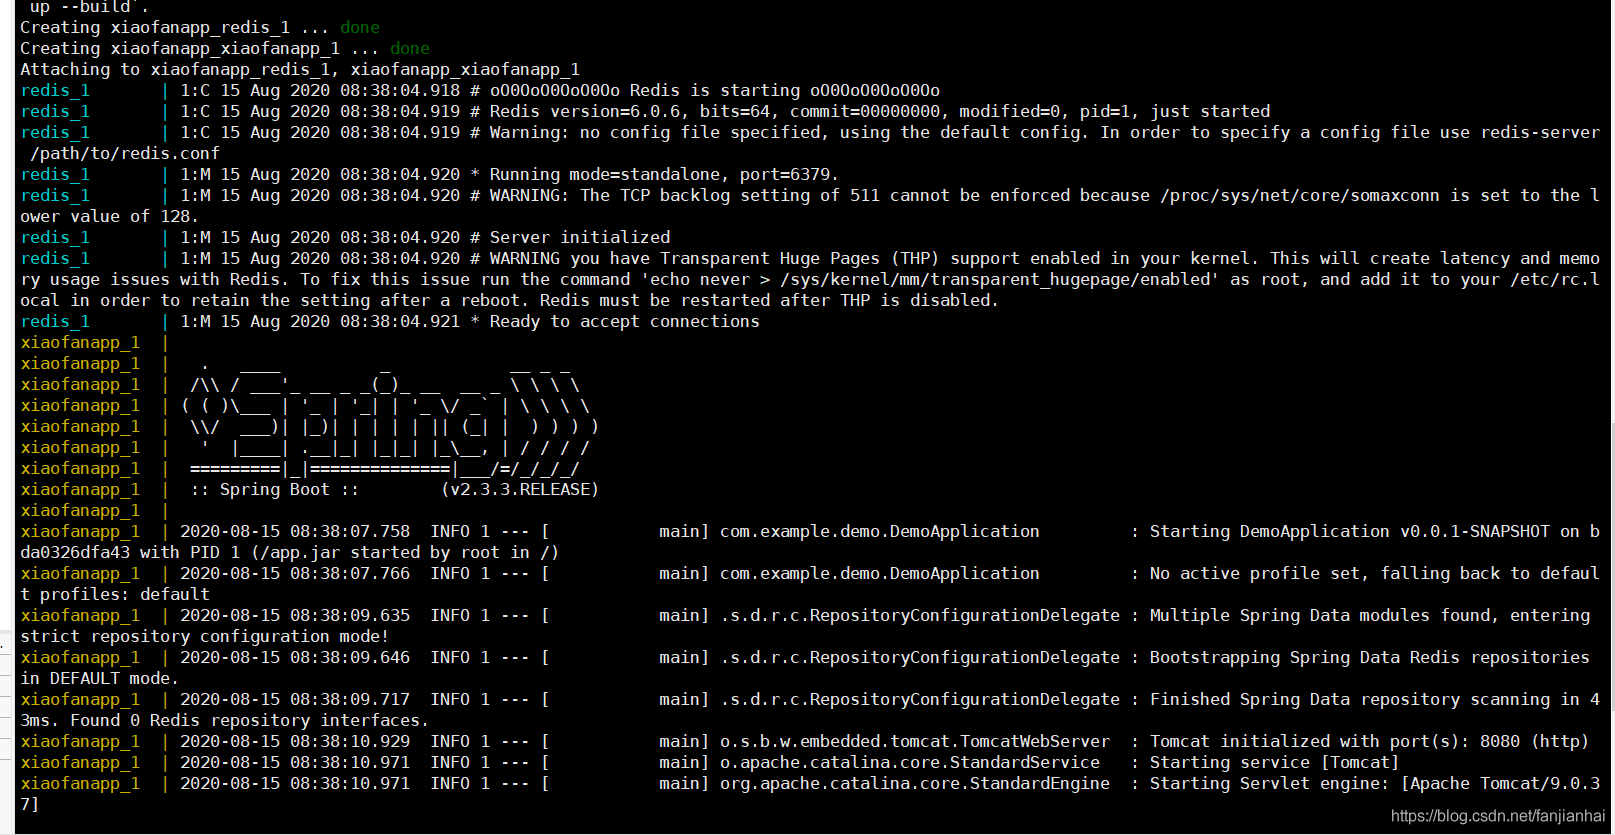 up --build`.
Creating xiaofanapp_redis_1 ... done
Creating xiaofanapp_xiaofanapp_1 ... done
Attaching to xiaofanapp_redis_1, xiaofanapp_xiaofanapp_1
redis_1       | 1:C 15 Aug 2020 08:38:04.918 # oO0OoO0OoO0Oo Redis is starting oO0OoO0OoO0Oo
redis_1       | 1:C 15 Aug 2020 08:38:04.919 # Redis version=6.0.6, bits=64, commit=00000000, modified=0, pid=1, just started
redis_1       | 1:C 15 Aug 2020 08:38:04.919 # Warning: no config file specified, using the default config. In order to specify a config file use redis-server
 /path/to/redis.conf
redis_1       | 1:M 15 Aug 2020 08:38:04.920 * Running mode=standalone, port=6379.
redis_1       | 1:M 15 Aug 2020 08:38:04.920 # WARNING: The TCP backlog setting of 511 cannot be enforced because /proc/sys/net/core/somaxconn is set to the l
ower value of 128.
redis_1       | 1:M 15 Aug 2020 08:38:04.920 # Server initialized
redis_1       | 1:M 15 Aug 2020 08:38:04.920 # WARNING you have Transparent Huge Pages (THP) support enabled in your kernel. This will create latency and memo
ry usage issues with Redis. To fix this issue run the command 'echo never > /sys/kernel/mm/transparent_hugepage/enabled' as root, and add it to your /etc/rc.l
ocal in order to retain the setting after a reboot. Redis must be restarted after THP is disabled.
redis_1       | 1:M 15 Aug 2020 08:38:04.921 * Ready to accept connections
xiaofanapp_1  |
xiaofanapp_1  |   .   ____          _            __ _ _
xiaofanapp_1  |  /\\ / ___'_ __ _ _(_)_ __  __ _ \ \ \ \
xiaofanapp_1  | ( ( )\___ | '_ | '_| | '_ \/ _` | \ \ \ \
xiaofanapp_1  |  \\/  ___)| |_)| | | | | || (_| |  ) ) ) )
xiaofanapp_1  |   '  |____| .__|_| |_|_| |_\__, | / / / /
xiaofanapp_1  |  =========|_|==============|___/=/_/_/_/
xiaofanapp_1  |  :: Spring Boot ::        (v2.3.3.RELEASE)
xiaofanapp_1  |
xiaofanapp_1  | 2020-08-15 08:38:07.758  INFO 1 --- [           main] com.example.demo.DemoApplication         : Starting DemoApplication v0.0.1-SNAPSHOT on b
da0326dfa43 with PID 1 (/app.jar started by root in /)
xiaofanapp_1  | 2020-08-15 08:38:07.766  INFO 1 --- [           main] com.example.demo.DemoApplication         : No active profile set, falling back to defaul
t profiles: default
xiaofanapp_1  | 2020-08-15 08:38:09.635  INFO 1 --- [           main] .s.d.r.c.RepositoryConfigurationDelegate : Multiple Spring Data modules found, entering
strict repository configuration mode!
xiaofanapp_1  | 2020-08-15 08:38:09.646  INFO 1 --- [           main] .s.d.r.c.RepositoryConfigurationDelegate : Bootstrapping Spring Data Redis repositories
in DEFAULT mode.
xiaofanapp_1  | 2020-08-15 08:38:09.717  INFO 1 --- [           main] .s.d.r.c.RepositoryConfigurationDelegate : Finished Spring Data repository scanning in 4
3ms. Found 0 Redis repository interfaces.
xiaofanapp_1  | 2020-08-15 08:38:10.929  INFO 1 --- [           main] o.s.b.w.embedded.tomcat.TomcatWebServer  : Tomcat initialized with port(s): 8080 (http)
xiaofanapp_1  | 2020-08-15 08:38:10.971  INFO 1 --- [           main] o.apache.catalina.core.StandardService   : Starting service [Tomcat]
xiaofanapp_1  | 2020-08-15 08:38:10.971  INFO 1 --- [           main] org.apache.catalina.core.StandardEngine  : Starting Servlet engine: [Apache Tomcat/9.0.3
7]
https://blog.csdn.net/fanjianhai